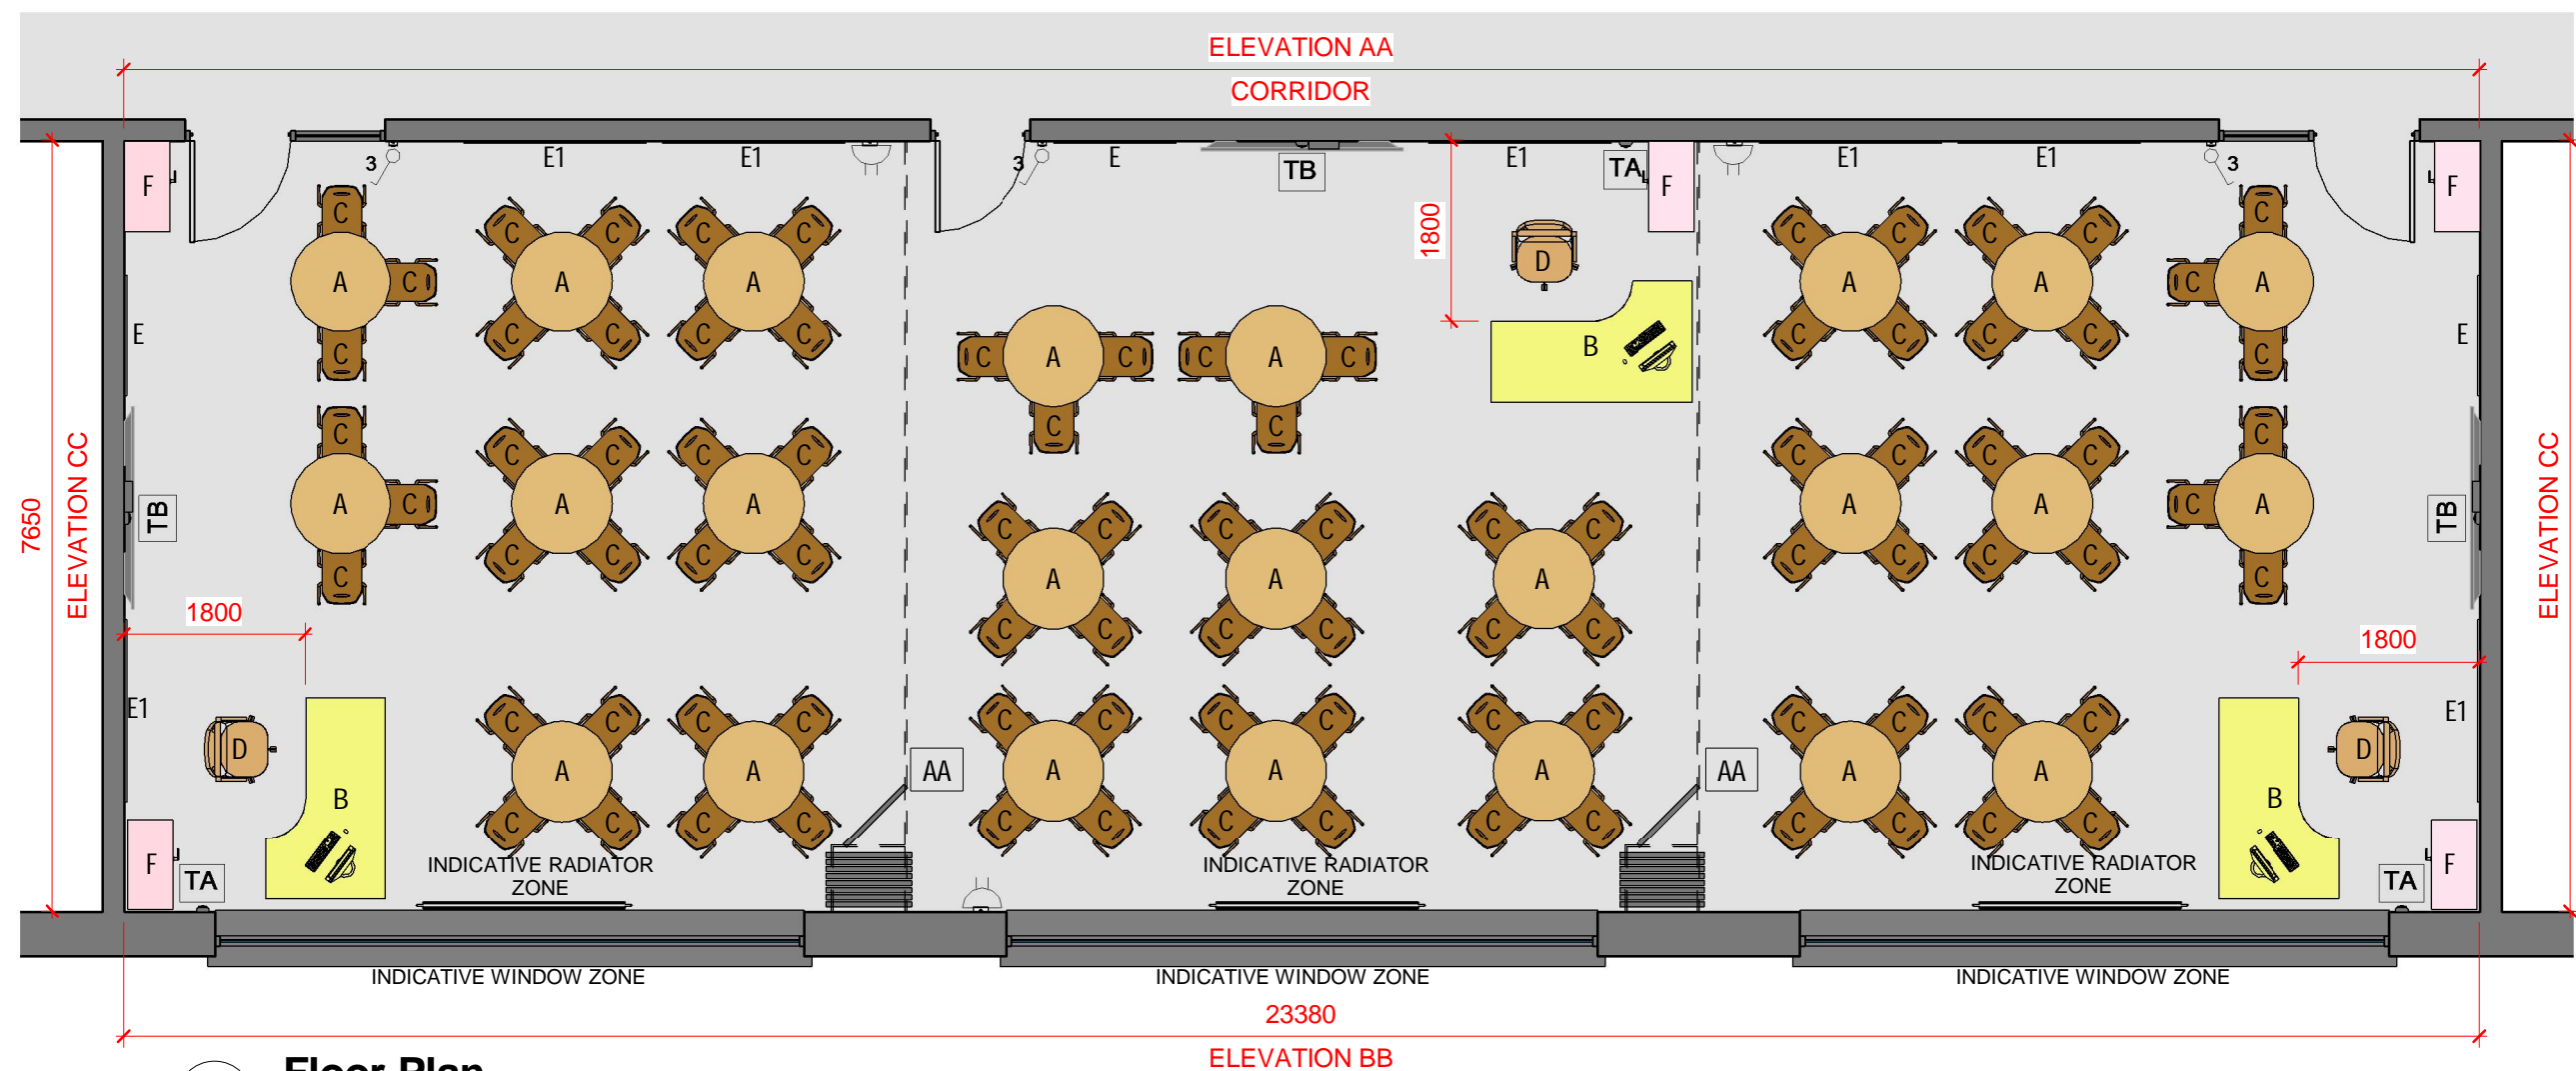 ELEVATION AA
CORRIDOR
E1 E1 E E1 E1 E1
3 3 3
TB TA
F F F
C C
C C C C C C C C
1800
D
A C A A A A C A
C C C C C C C C
E B E
C A C C A C
C C
C C
C C
C C C C C C C C
7650
ELEVATION CC
TB
A C A A A A C A
TB
ELEVATION CC
C C C C C C
C C C C C C C C
A A A
C C
1800
C C C C C C
1800
E1 E1
C C C C C C C C C C C C C C
D D
B A A AA A A A AA A A B
C C C C C C C C C C C C C C
F TA
INDICATIVE RADIATOR
ZONE
INDICATIVE RADIATOR
ZONE
INDICATIVE RADIATOR
ZONE
TA F
INDICATIVE WINDOW ZONE INDICATIVE WINDOW ZONE INDICATIVE WINDOW ZONE
23380
ELEVATION BB
Floor Plan